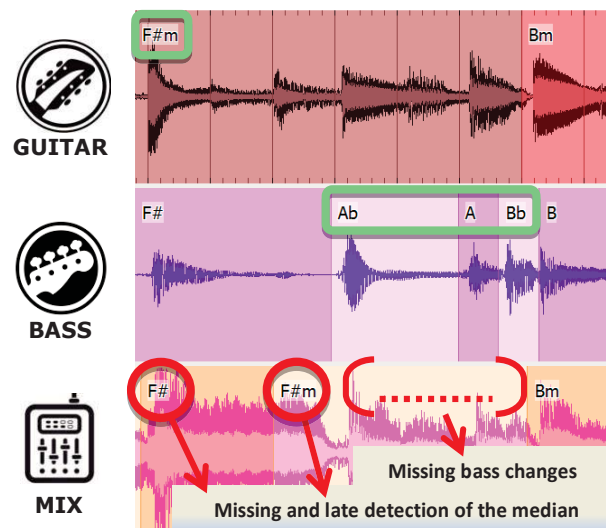 F#m Bm
GUITAR
F# Ab A Bb B
BASS
F# F#m Bm
Missing bass changes
MIX
Missing and late detection of the median